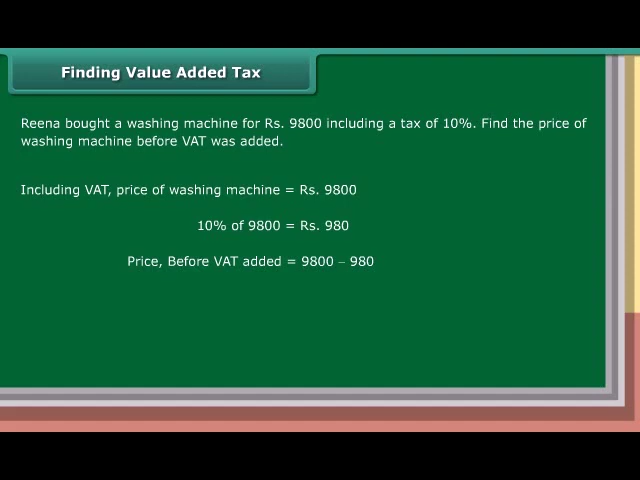 Finding Value Added Tax
Reena bought a washing machine for Rs. 9800 including a tax of 10%. Find the price of
washing machine before VAT was added.
Including VAT, price of washing machine = Rs. 9800
10% of 9800 = Rs. 980
Price, Before VAT added = 9800 – 980